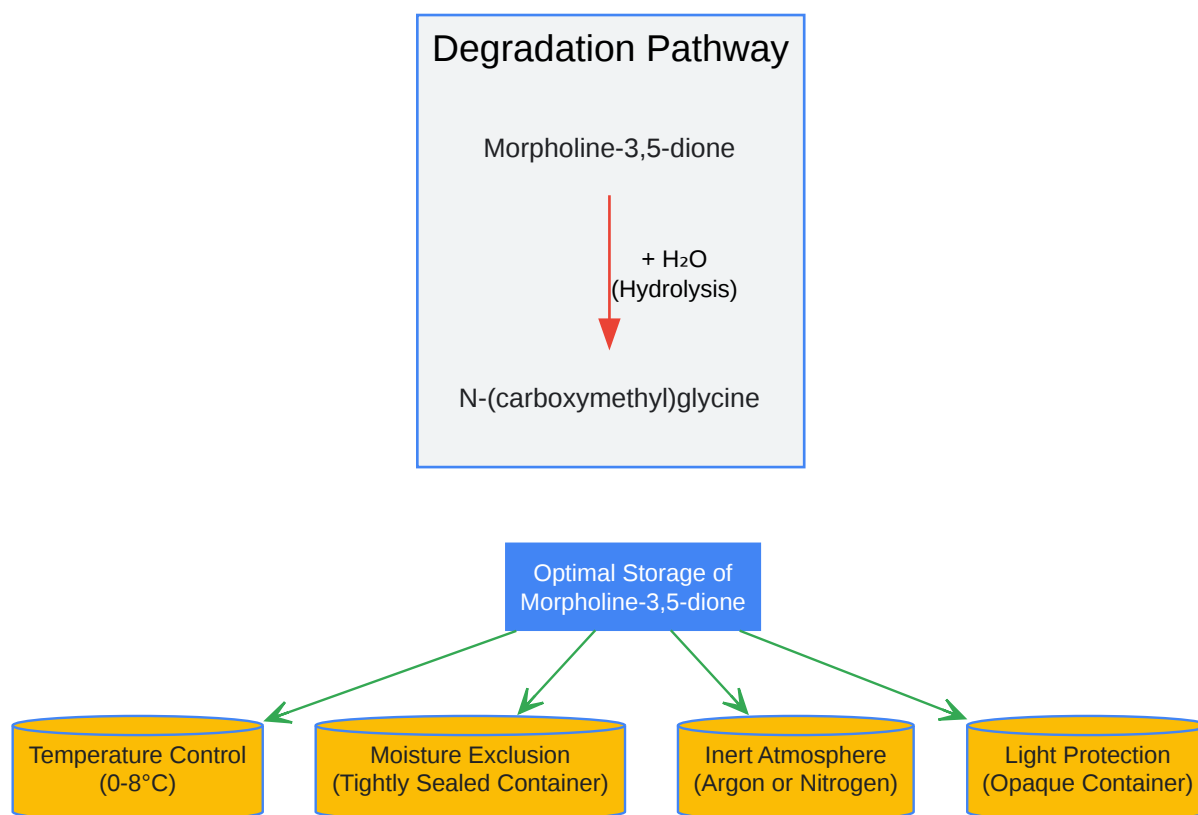 Degradation Pathway
Morpholine-3,5-dione
+ H₂O
(Hydrolysis)
N-(carboxymethyl)glycine
Optimal Storage of
Morpholine-3,5-dione
Temperature Control
(0-8°C)
Moisture Exclusion
(Tightly Sealed Container)
Inert Atmosphere
(Argon or Nitrogen)
Light Protection
(Opaque Container)